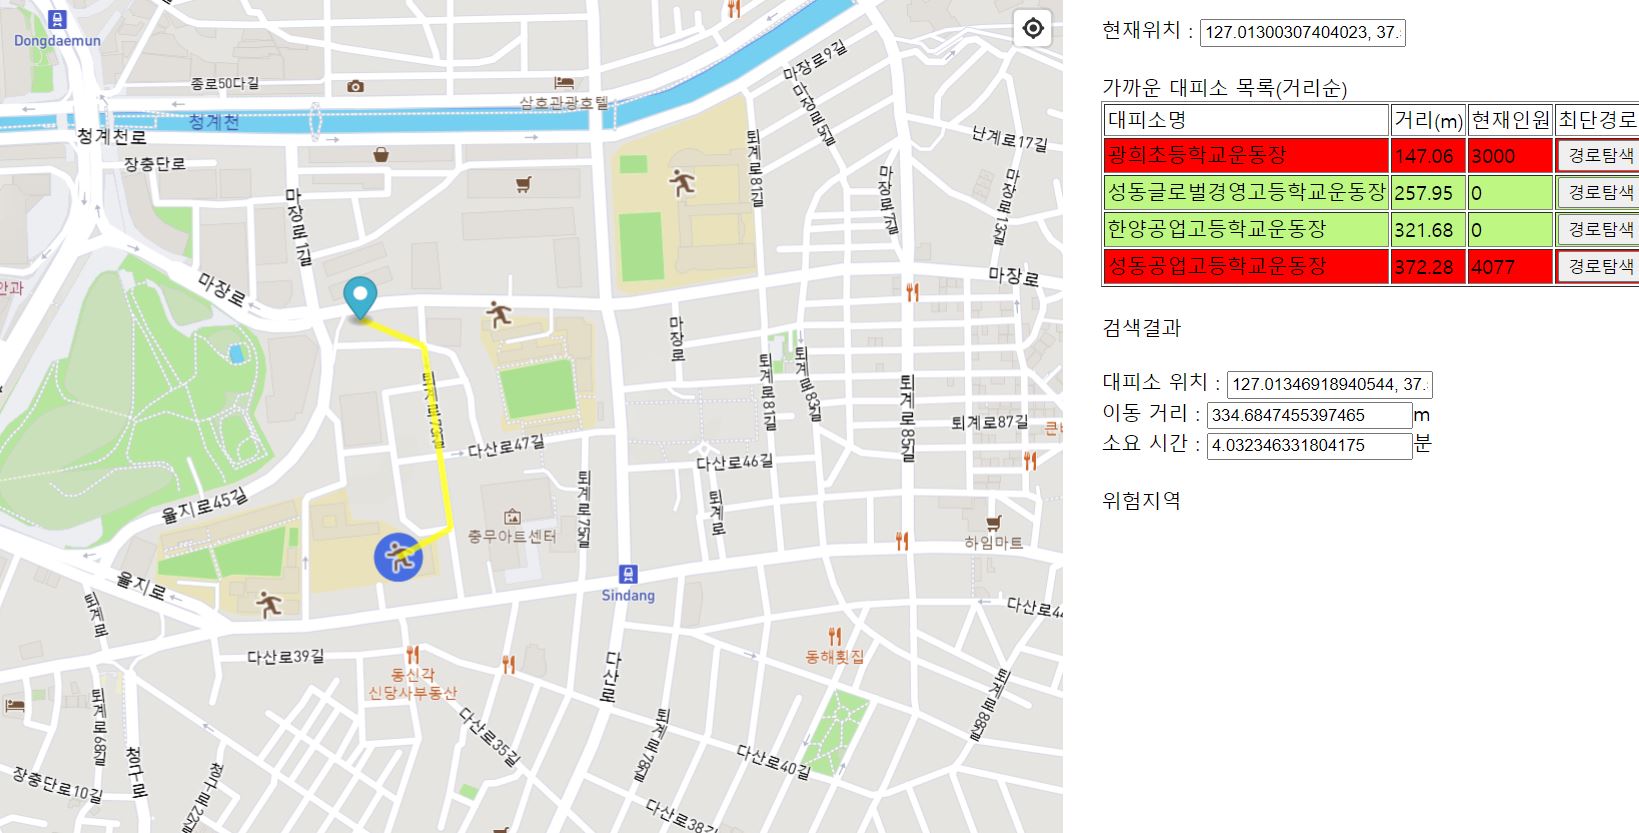 Dongdaemun
종로50다길
삼호관광호텔
마장로9길
마장로5길
청계천
청계천로
장충단로
퇴계로81길
난계로17길
마장로7길
마장로13길
마장로1길
안과
마장로
마장로
마장로
퇴계로73길
퇴계로81길
퇴계로83길
퇴계로85길
퇴계로87길
다산로47길
다산로46길
을지로45길
퇴계로75길
퇴계로
충무아트센터
하임마트
을지로
퇴계로
Sindang
다산로44
다산로39길
동신각
신당사부동산
동해횟집
다산로
퇴계로68길
청구로
퇴계로78길
퇴계로88길
다산로35길
다산로40길
장충단로10길
청구로22길
다산로38길
현재위치 : 127.01300307404023, 37.
가까운 대피소 목록(거리순)
대피소명 거리(m) 현재인원 최단경로
광희초등학교운동장 147.06 3000 경로탐색
성동글로벌경영고등학교운동장 257.95 0 경로탐색
한양공업고등학교운동장 321.68 0 경로탐색
성동공업고등학교운동장 372.28 4077 경로탐색
검색결과
대피소 위치 : 127.01346918940544, 37.
이동 거리 : 334.6847455397465 m
소요 시간 : 4.032346331804175 분
위험지역